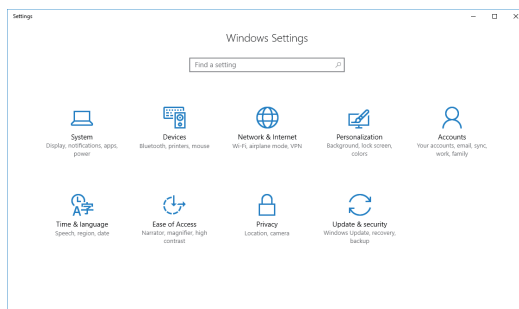 Settings
Windows Settings
Find a setting
System
Display, notifications, apps,
power
Devices
Bluetooth, printers, mouse
Network & Internet
Wi-Fi, airplane mode, VPN
Personalization
Background, lock screen,
colors
Accounts
Your accounts, email, sync,
work, family
Time & language
Speech, region, date
Ease of Access
Narrator, magnifier, high
contrast
Privacy
Location, camera
Update & security
Windows Update, recovery,
backup